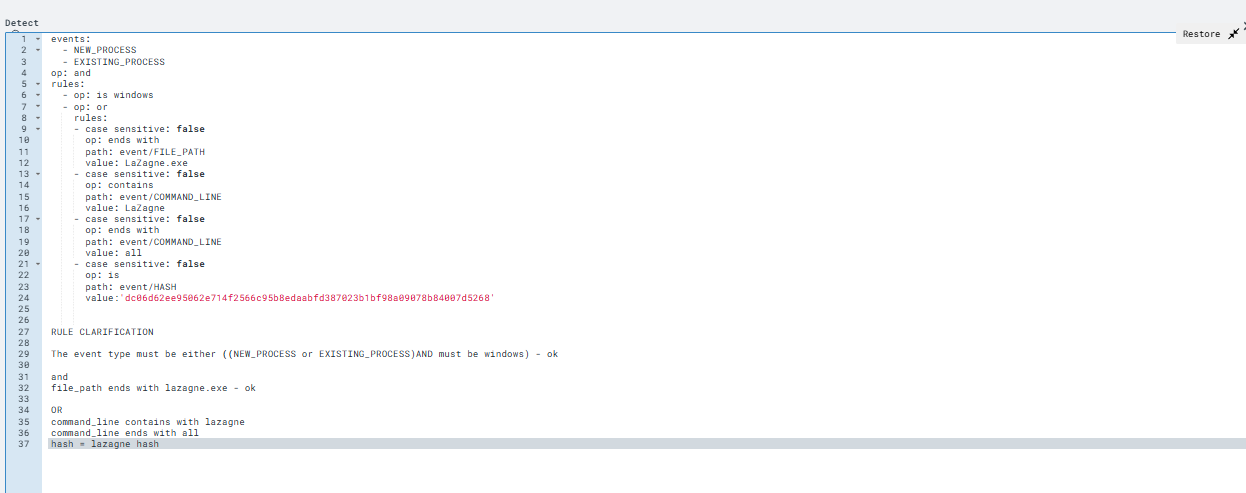 Detect
Restore
1 events:
2 - NEW_PROCESS
3 - EXISTING_PROCESS
4 op: and
5 rules:
6 - op: is windows
7 - op: or
8 rules:
9 - case sensitive: false
10 op: ends with
11 path: event/FILE_PATH
12 value: LaZagne.exe
13 - case sensitive: false
14 op: contains
15 path: event/COMMAND_LINE
16 value: LaZagne
17 - case sensitive: false
18 op: ends with
19 path: event/COMMAND_LINE
20 value: all
21 - case sensitive: false
22 op: is
23 path: event/HASH
24 value:'dc06d62ee95062e714f2566c95b8edaabfd387023b1bf98a09078b84007d5268'
25
26
27 RULE CLARIFICATION
28
29 The event type must be either ((NEW_PROCESS or EXISTING_PROCESS)AND must be windows) - ok
30
31 and
32 file_path ends with lazagne.exe - ok
33
34 OR
35 command_line contains with lazagne
36 command_line ends with all
37 hash = lazagne hash